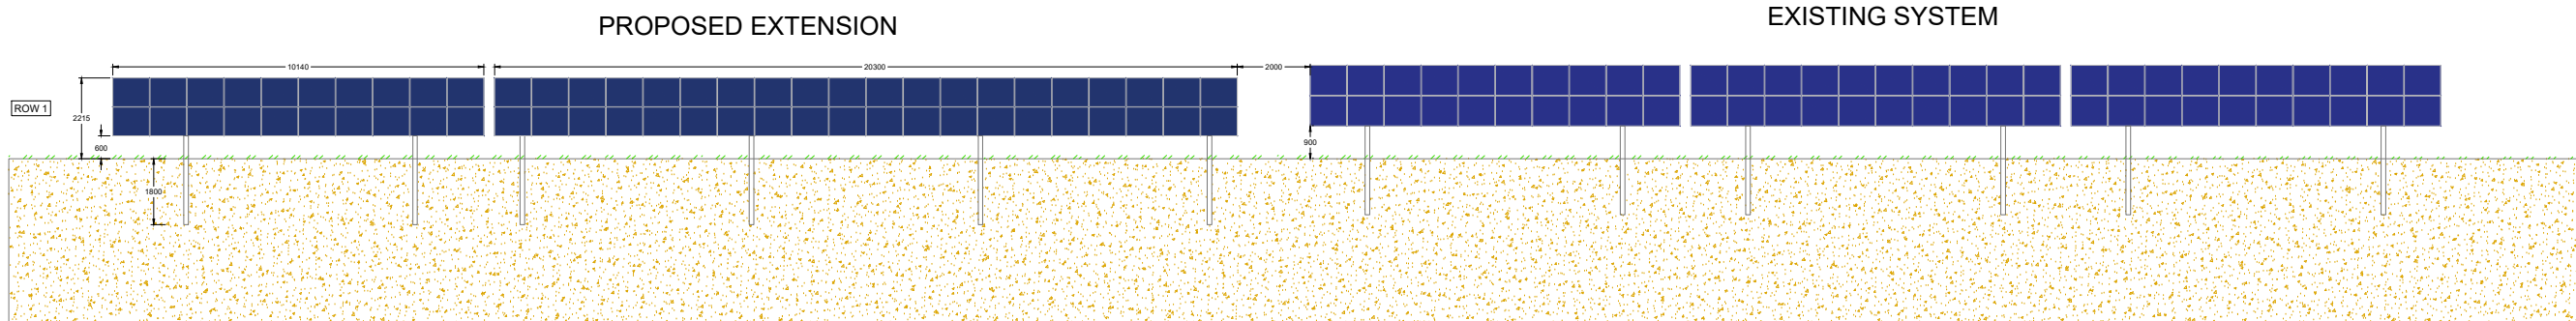 PROPOSED EXTENSION
EXISTING SYSTEM
10140
20300
2000
ROW 1
2215
600
900
1800